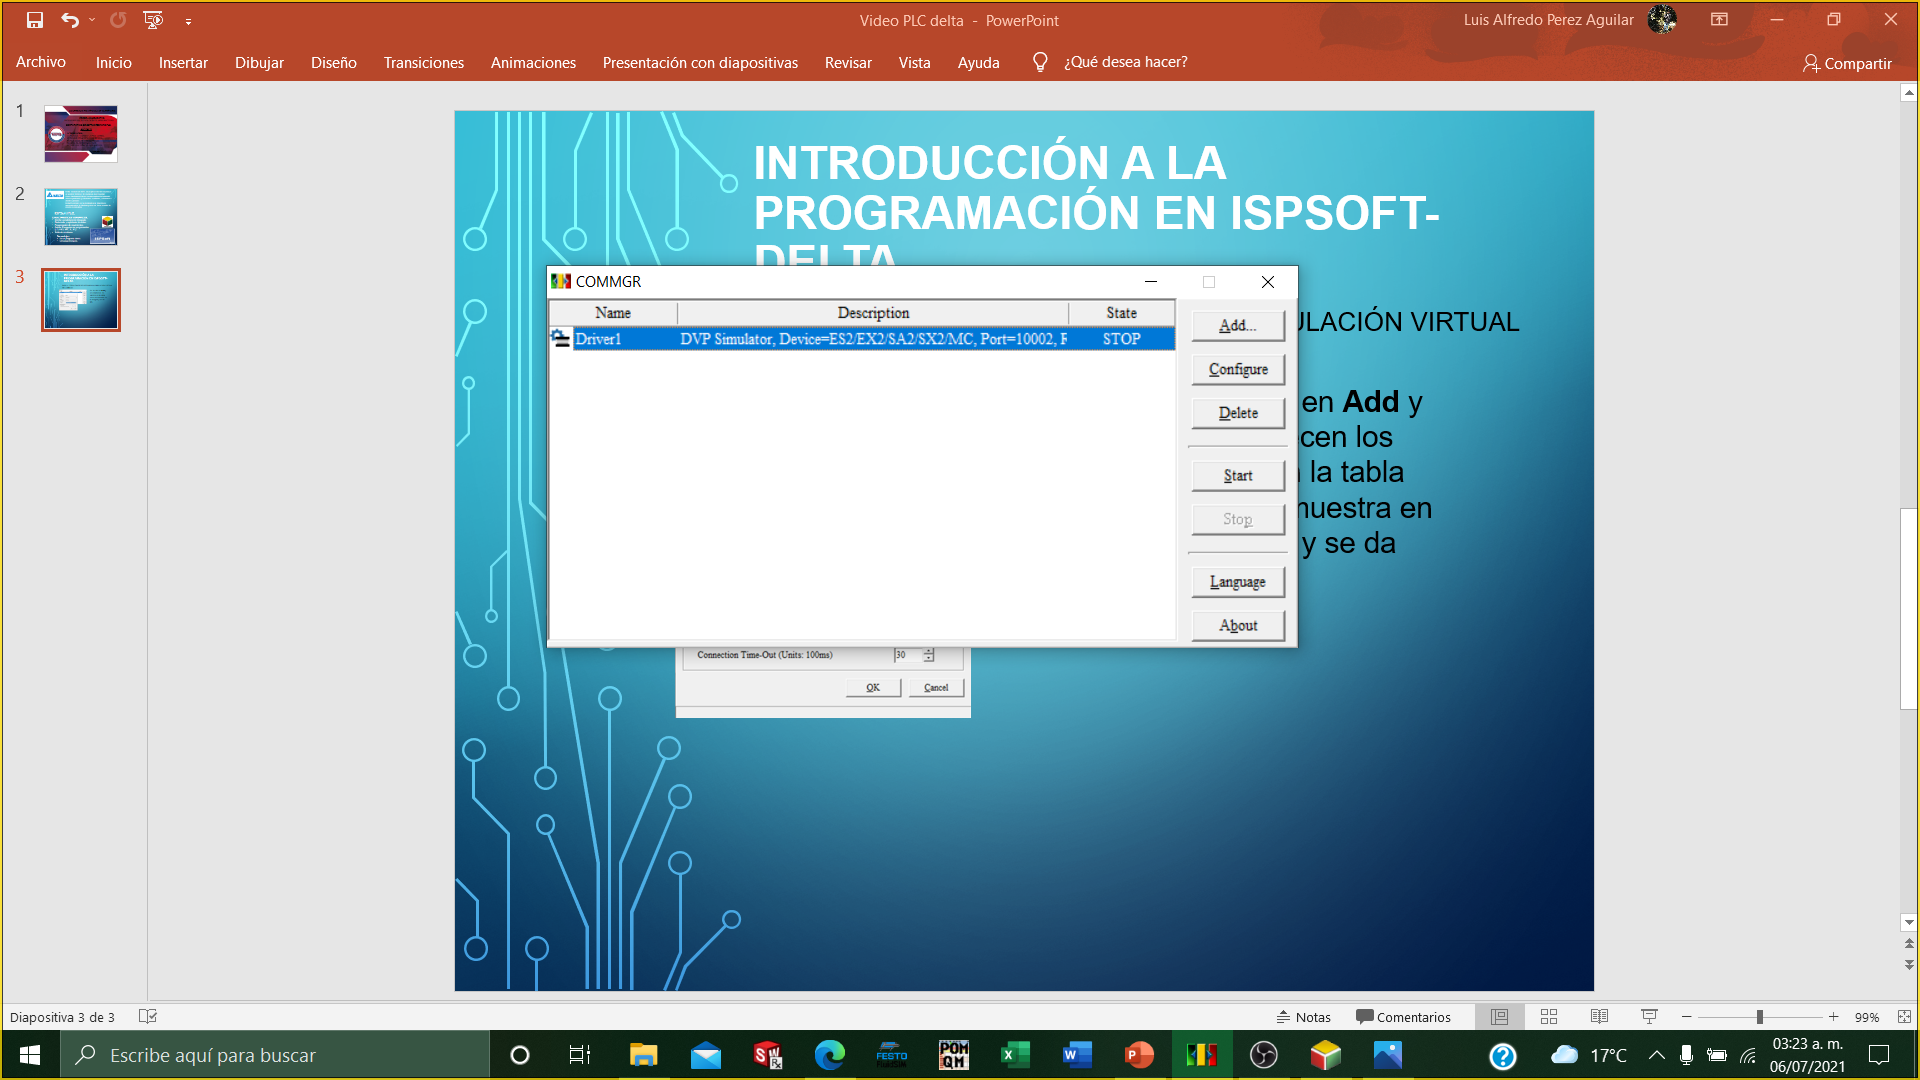 Video PLC delta - PowerPoint
Luis Alfredo Perez Aguilar
Archivo
Inicio
Insertar
Dibujar
Diseño
Transiciones
Animaciones
Presentación con diapositivas
Revisar
Vista
Ayuda
¿Qué desea hacer?
Compartir
1
2
3
INTRODUCCIÓN A LA
PROGRAMACIÓN EN ISPSOFT-
DELTA
ULACIÓN VIRTUAL
en Add y
ecen los
la tabla
muestra en
y se da
COMMGR
Name
Description
State
Driver1
DVP Simulator, Device=ES2/EX2/SA2/SX2/MC, Port=10002, R
STOP
Add...
Configure
Delete
Start
Stop
Language
About
Connection Time-Out (Units: 100ms)
30
OK
Cancel
Diapositiva 3 de 3
Notas
Comentarios
99%
Escribe aquí para buscar
FESTO
17°C
03:23 a. m.
06/07/2021